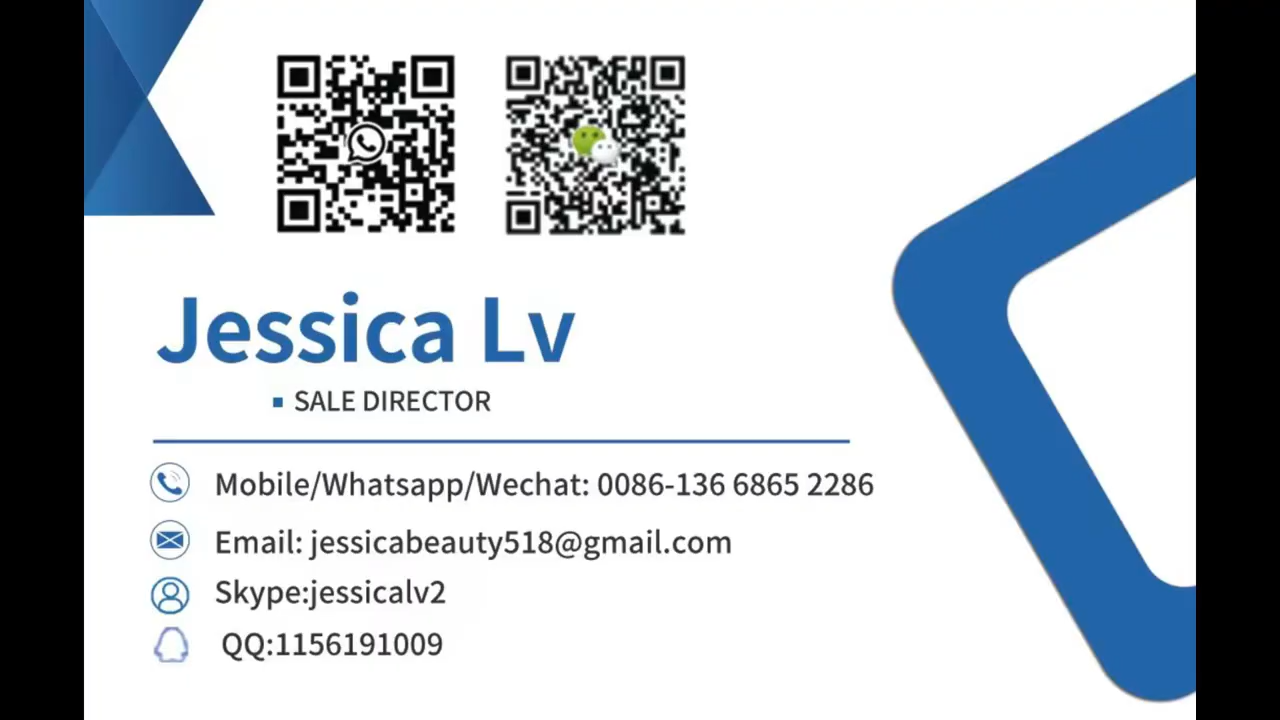 Jessica Lv
SALE DIRECTOR
Mobile/Whatsapp/Wechat: 0086-136 6865 2286
Email: jessicabeauty518@gmail.com
Skype:jessicalv2
QQ:1156191009